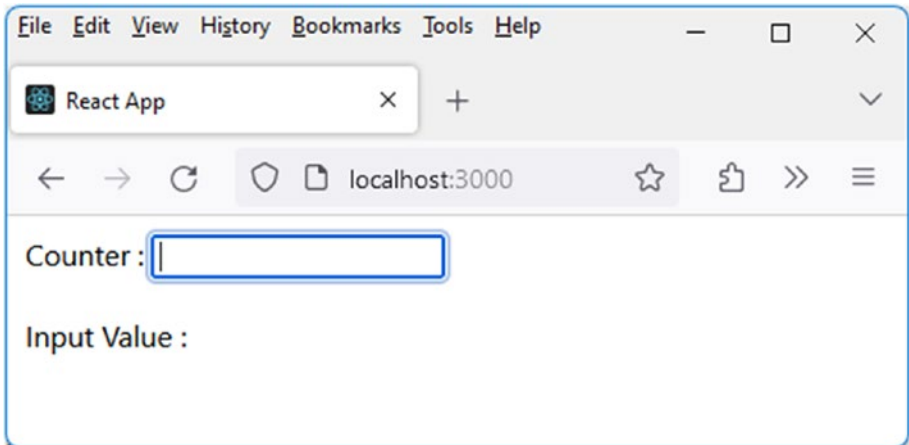 File Edit View History Bookmarks Tools Help
React App
localhost:3000
Counter :
Input Value :